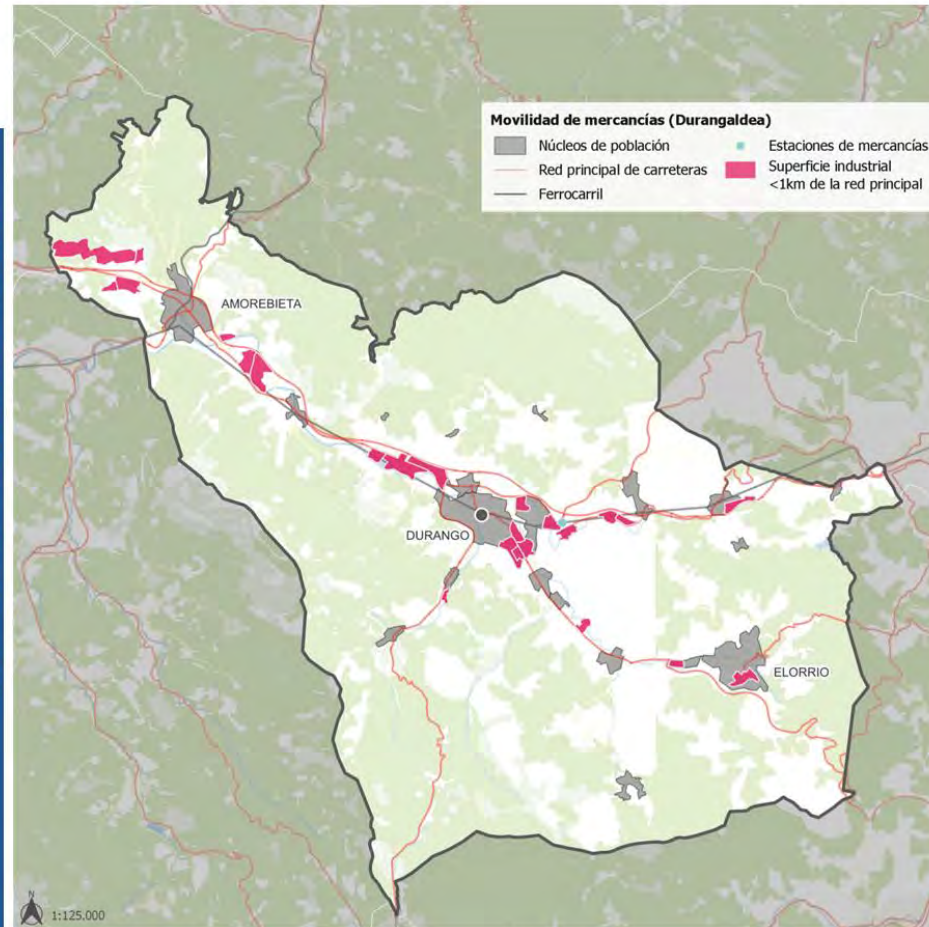 Movilidad de mercancías (Durangaldea)
Núcleos de población
Red principal de carreteras
Ferrocarril
Estaciones de mercancías
Superficie industrial
<1km de la red principal
AMOREBIETA
DURANGO
ELORRIO
N
1:125.000